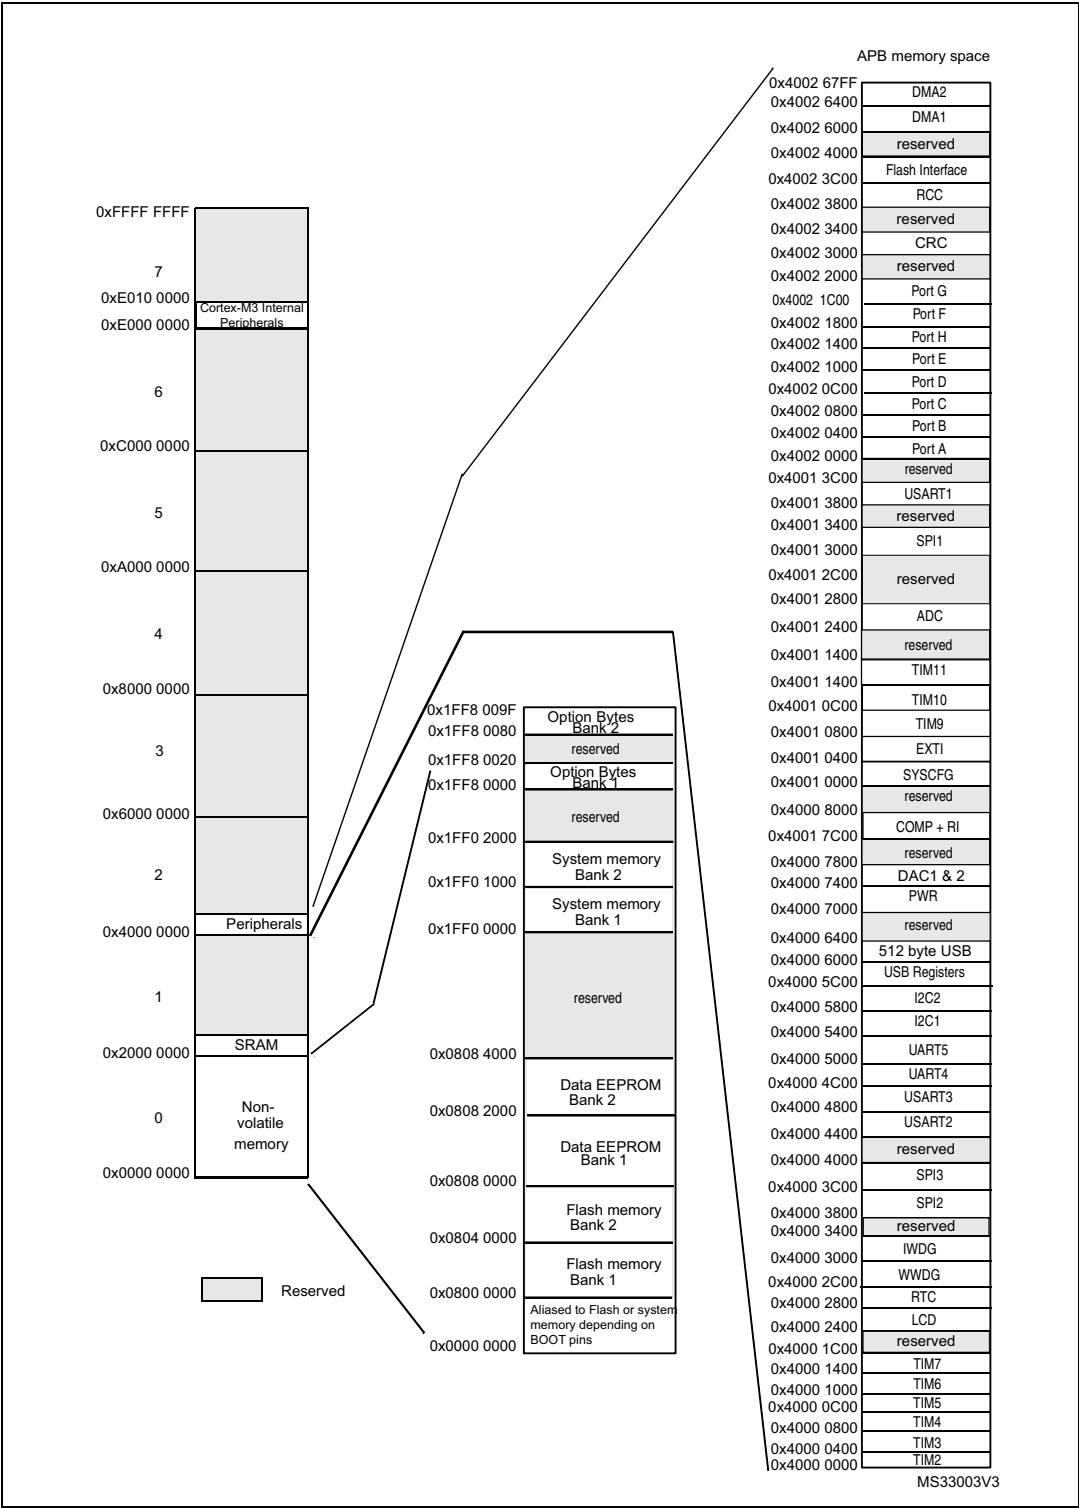 0xFFFF FFFF
7
0xE010 0000
Cortex-M3 Internal
Peripherals
0xE000 0000
6
0xC000 0000
5
0xA000 0000
4
0x8000 0000
3
0x6000 0000
2
Peripherals
0x4000 0000
1
SRAM
0x2000 0000
0
Non-
volatile
memory
0x0000 0000
Reserved
0x1FF8 009F
Option Bytes
Bank 2
0x1FF8 0080
reserved
0x1FF8 0020
Option Bytes
Bank 1
0x1FF8 0000
reserved
0x1FF0 2000
System memory
Bank 2
0x1FF0 1000
System memory
Bank 1
0x1FF0 0000
reserved
0x0808 4000
Data EEPROM
Bank 2
0x0808 2000
Data EEPROM
Bank 1
0x0808 0000
Flash memory
Bank 2
0x0804 0000
Flash memory
Bank 1
0x0800 0000
Aliased to Flash or system
memory depending on
BOOT pins
0x0000 0000
APB memory space
0x4002 67FF
DMA2
0x4002 6400
DMA1
0x4002 6000
reserved
0x4002 4000
Flash Interface
0x4002 3C00
RCC
0x4002 3800
reserved
0x4002 3400
CRC
0x4002 3000
reserved
0x4002 2000
Port G
0x4002 1C00
Port F
0x4002 1800
Port H
0x4002 1400
Port E
0x4002 1000
Port D
0x4002 0C00
Port C
0x4002 0800
Port B
0x4002 0400
Port A
0x4002 0000
reserved
0x4001 3C00
USART1
0x4001 3800
reserved
0x4001 3400
SPI1
0x4001 3000
0x4001 2C00
reserved
0x4001 2800
ADC
0x4001 2400
reserved
0x4001 1400
TIM11
0x4001 1400
TIM10
0x4001 0C00
TIM9
0x4001 0800
EXTI
0x4001 0400
SYSCFG
0x4001 0000
reserved
0x4000 8000
COMP + RI
0x4001 7C00
reserved
0x4000 7800
DAC1 & 2
0x4000 7400
PWR
0x4000 7000
reserved
0x4000 6400
512 byte USB
0x4000 6000
USB Registers
0x4000 5C00
I2C2
0x4000 5800
I2C1
0x4000 5400
UART5
0x4000 5000
UART4
0x4000 4C00
USART3
0x4000 4800
USART2
0x4000 4400
reserved
0x4000 4000
SPI3
0x4000 3C00
SPI2
0x4000 3800
reserved
0x4000 3400
IWDG
0x4000 3000
WWDG
0x4000 2C00
RTC
0x4000 2800
LCD
0x4000 2400
reserved
0x4000 1C00
TIM7
0x4000 1400
TIM6
0x4000 1000
TIM5
0x4000 0C00
TIM4
0x4000 0800
TIM3
0x4000 0400
TIM2
0x4000 0000
MS33003V3